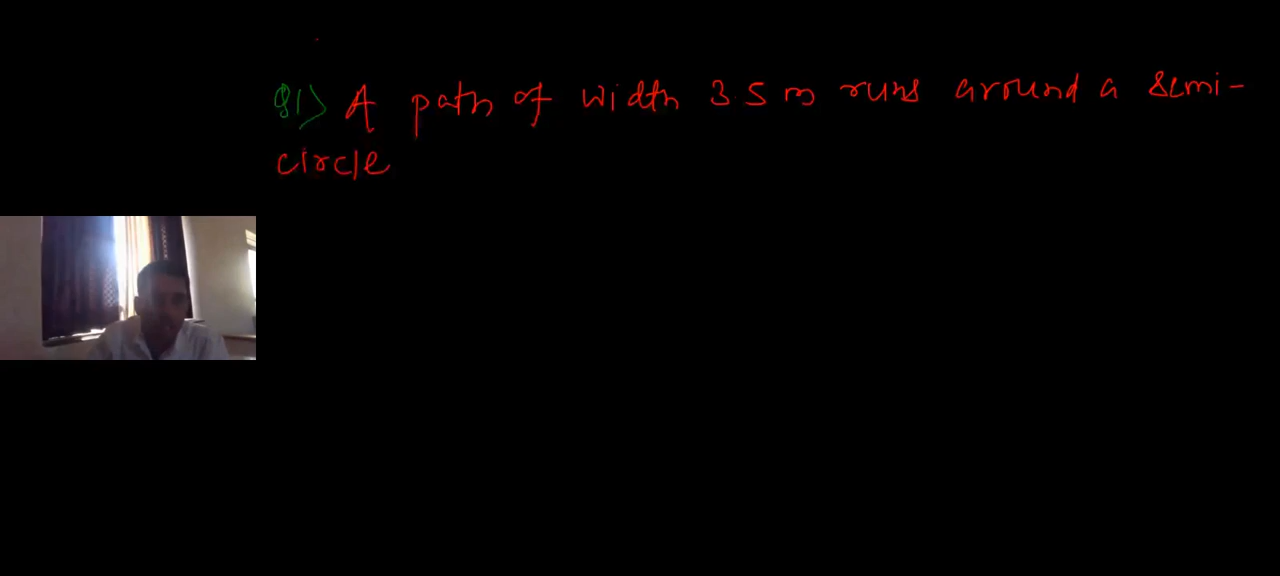 Q1) A path of width 3.5 m runs around a semi-
circle